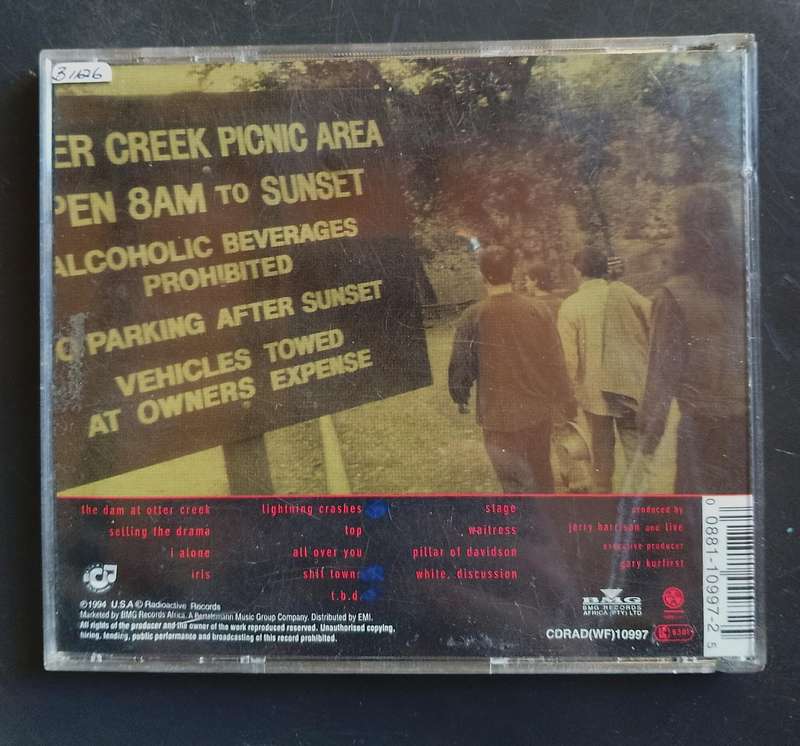 31626
ER CREEK PICNIC AREA
PEN 8AM TO SUNSET
ALCOHOLIC BEVERAGES
PROHIBITED
O PARKING AFTER SUNSET
VEHICLES TOWED
AT OWNERS EXPENSE
the dam at otter creek
selling the drama
i alone
iris
lightning crashes
top
all over you
shit towne
t.b.d.
stage
waitress
pillar of davidson
white, discussion
produced by
jerry harrison and live
executive producer
gary kurfirst
℗1994 U.S.A © Radioactive Records
Marketed by BMG Records Africa. A Bertelsmann Music Group Company. Distributed by EMI.
All rights of the producer and the owner of the work reproduced reserved. Unauthorised copying,
hiring, lending, public performance and broadcasting of this record prohibited.
BMG
BMG RECORDS
AFRICA (PTY) LTD
CDRAD(WF)10997
0 0881-10997-2 5